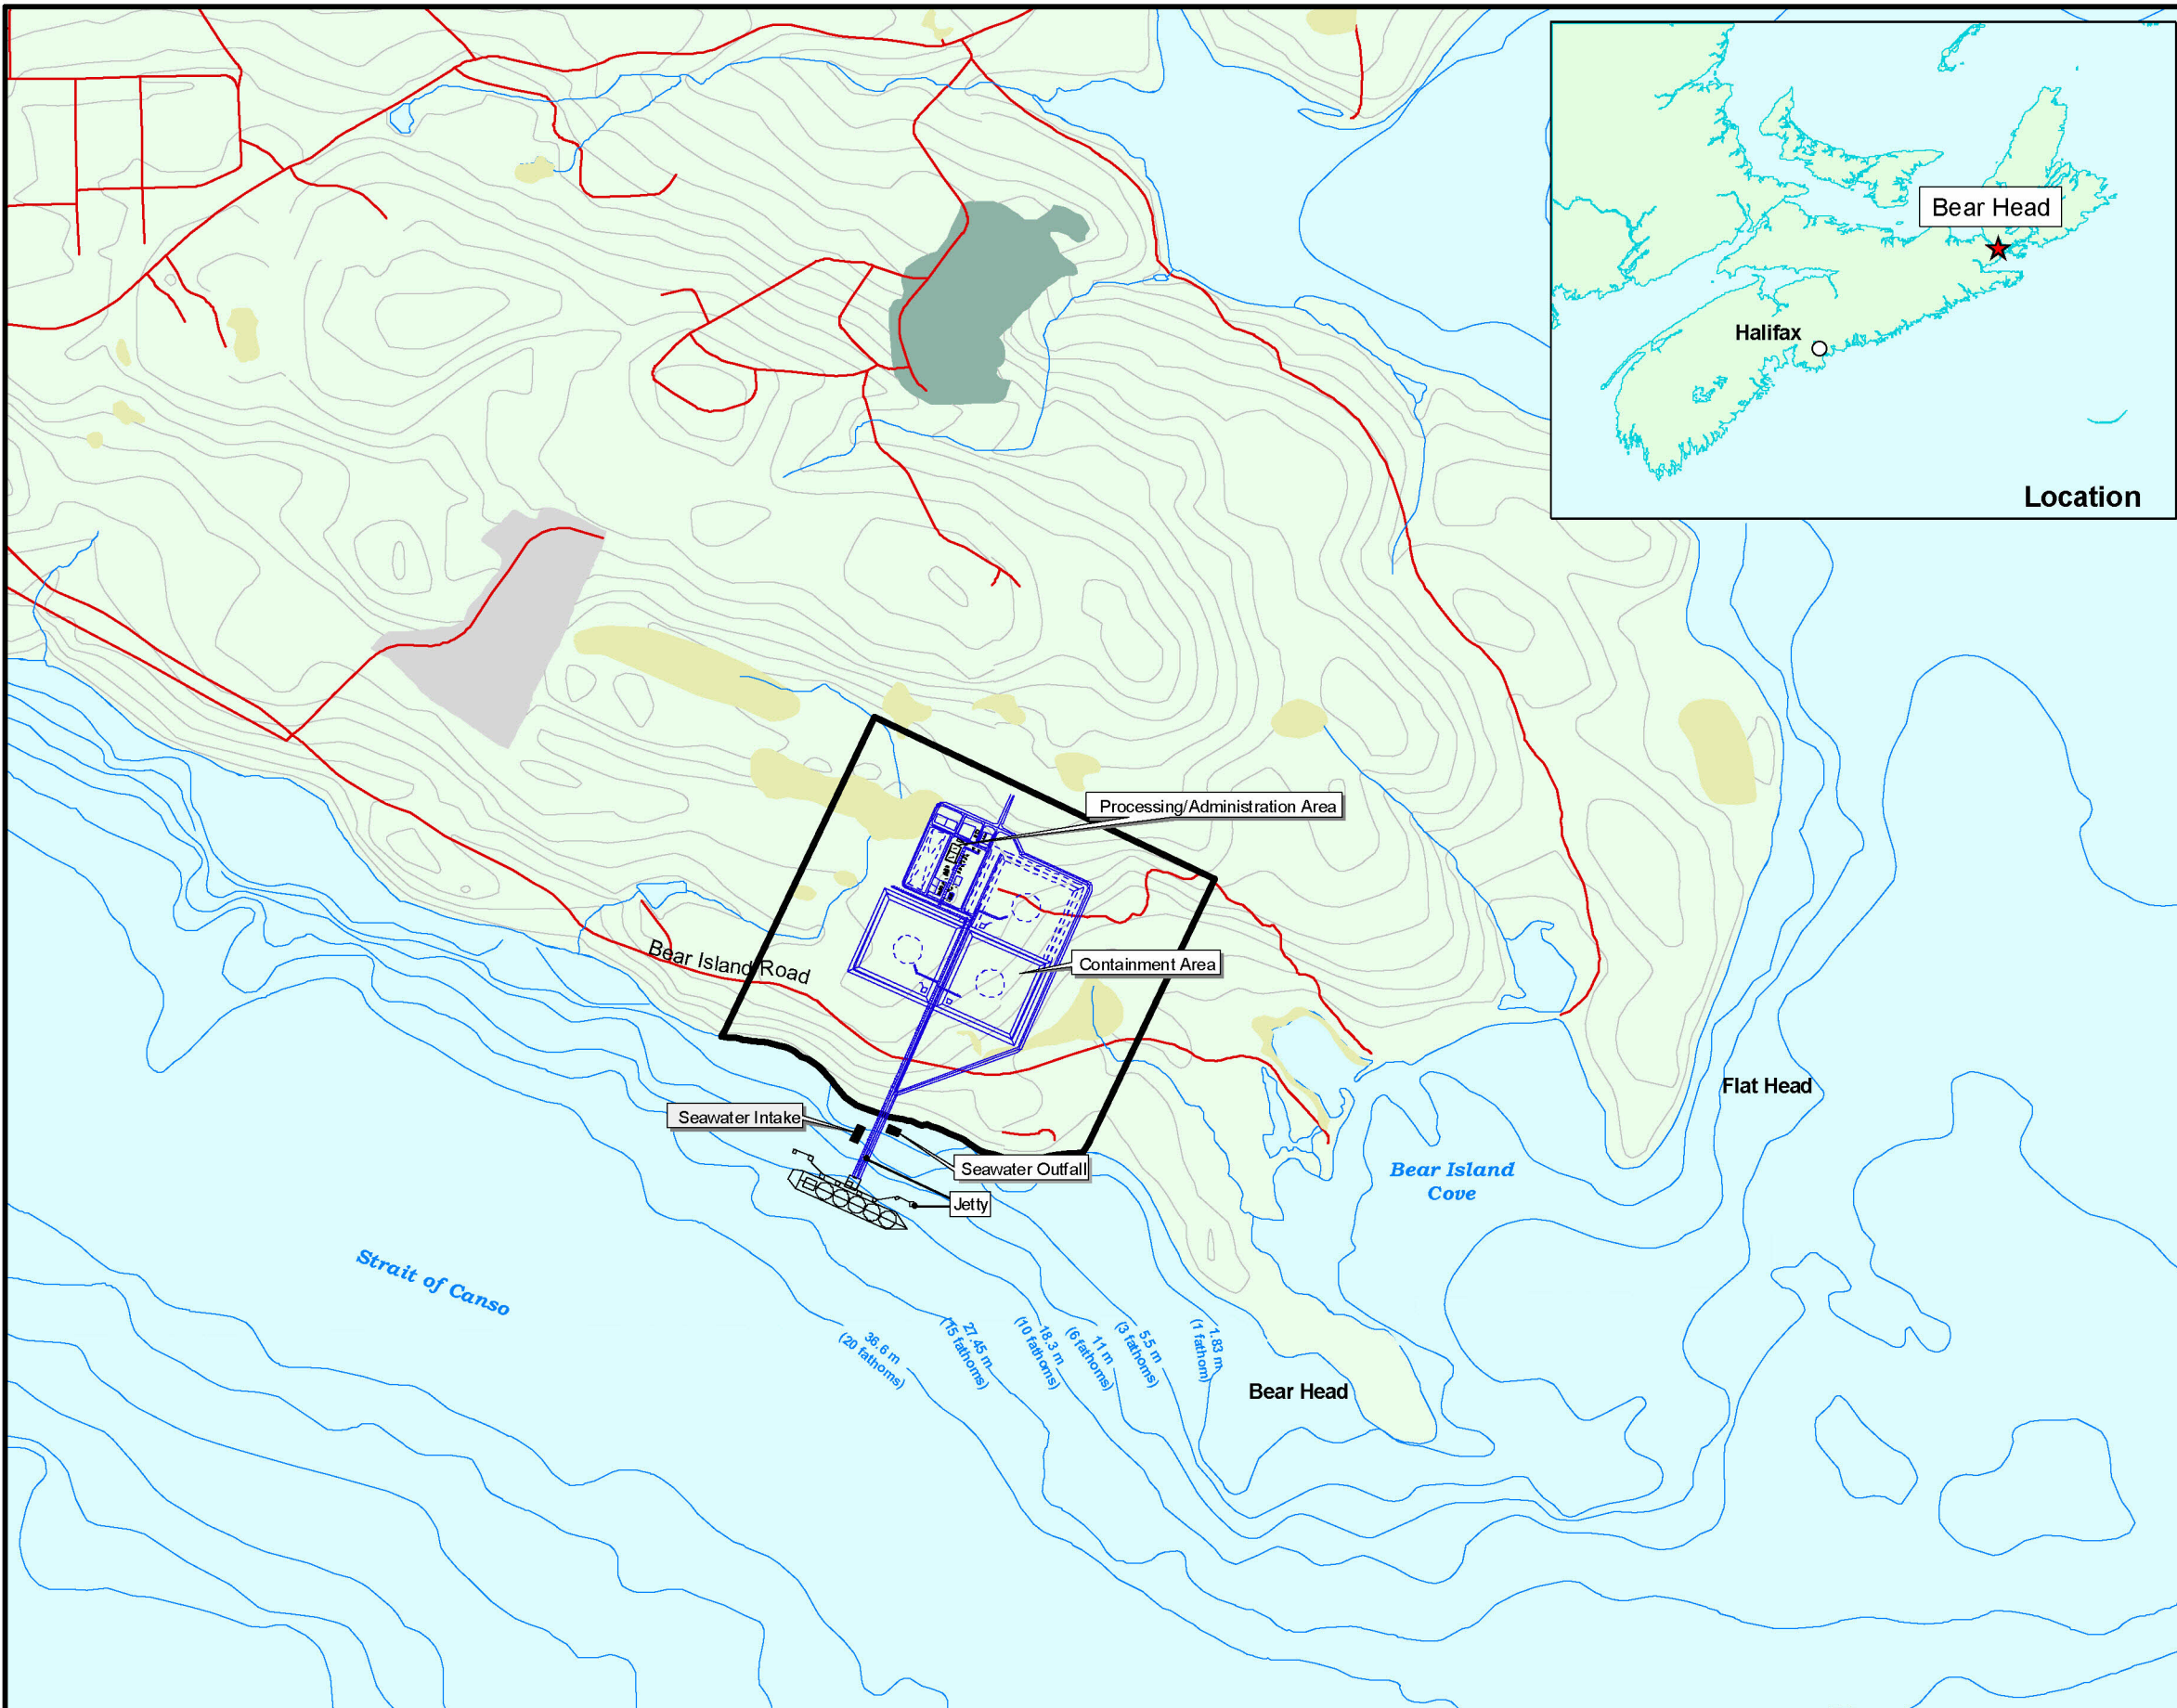 Bear Head
Halifax
Location
Processing/Administration Area
Bear Island Road
Containment Area
Flat Head
Seawater Intake
Seawater Outfall
Bear Island
Cove
Jetty
Strait of Canso
36.6 m
(20 fathoms)
27.45 m
(15 fathoms)
18.3 m
(10 fathoms)
11 m
(6 fathoms)
5.5 m
(3 fathoms)
1.83 m
(1 fathom)
Bear Head